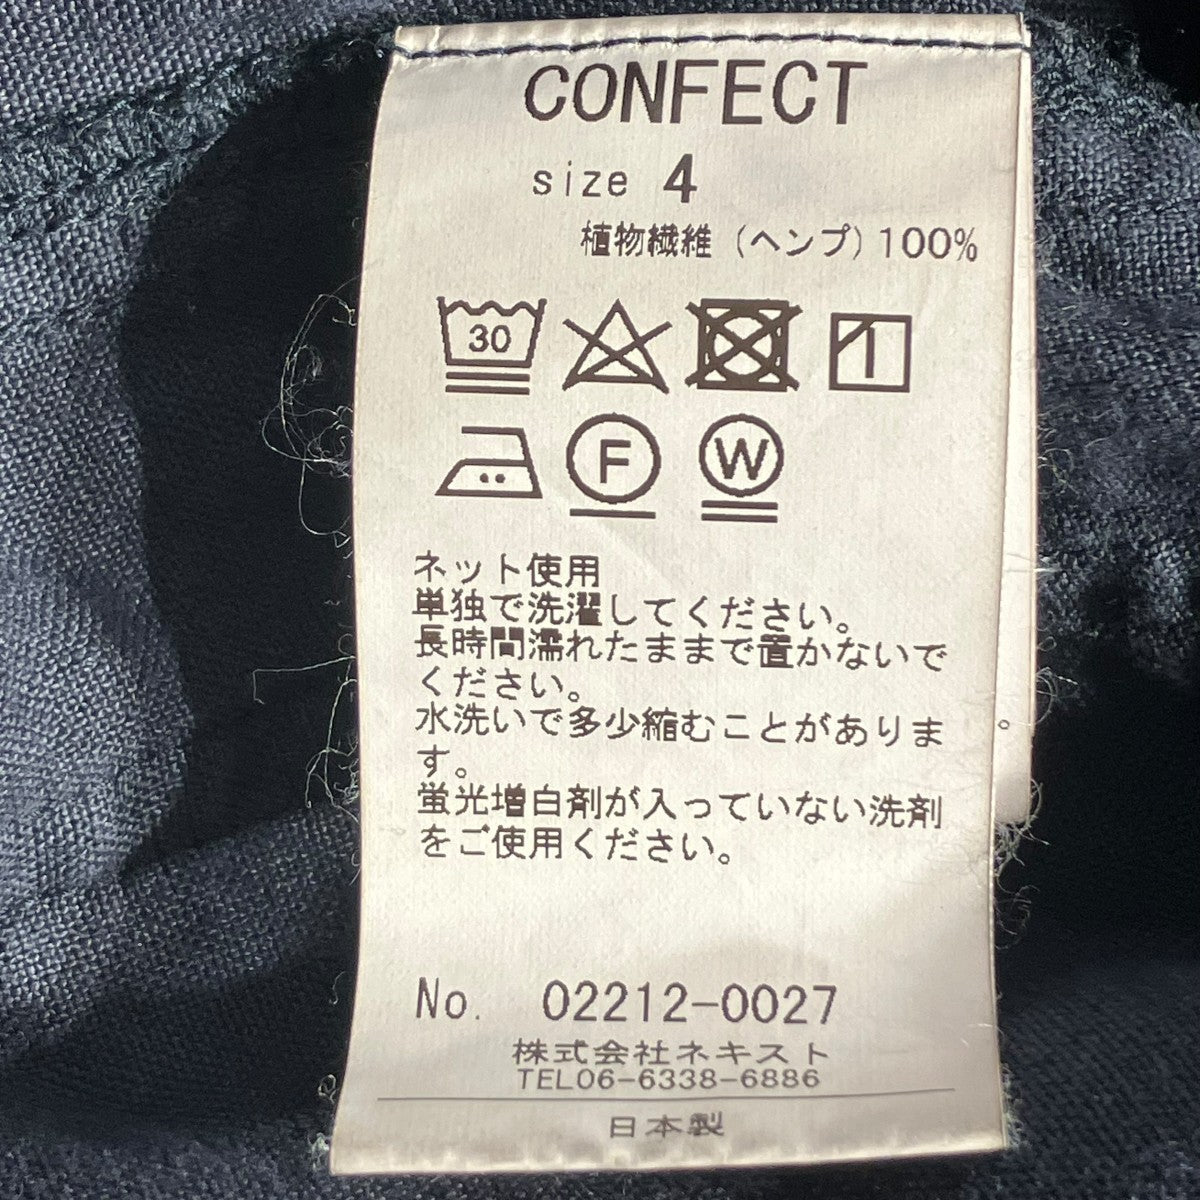 CONFECT
size 4
植物繊維(ヘンプ)100%
30
F W
ネット使用
単独で洗濯してください。
長時間濡れたままで置かないで
ください。
水洗いで多少縮むことがありま
す。
蛍光増白剤が入っていない洗剤
をご使用ください。
No. 02212-0027
株式会社ネキスト
TEL06-6338-6886
日本製